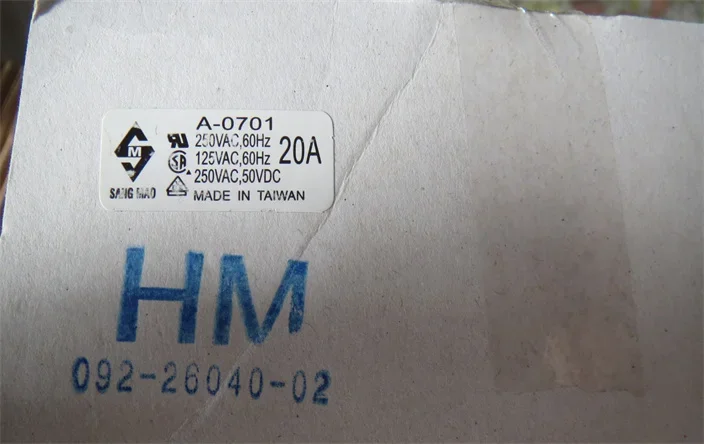 A-0701
250VAC,60Hz
125VAC,60Hz 20A
250VAC,50VDC
SANG MAO MADE IN TAIWAN
HM
092-26040-02